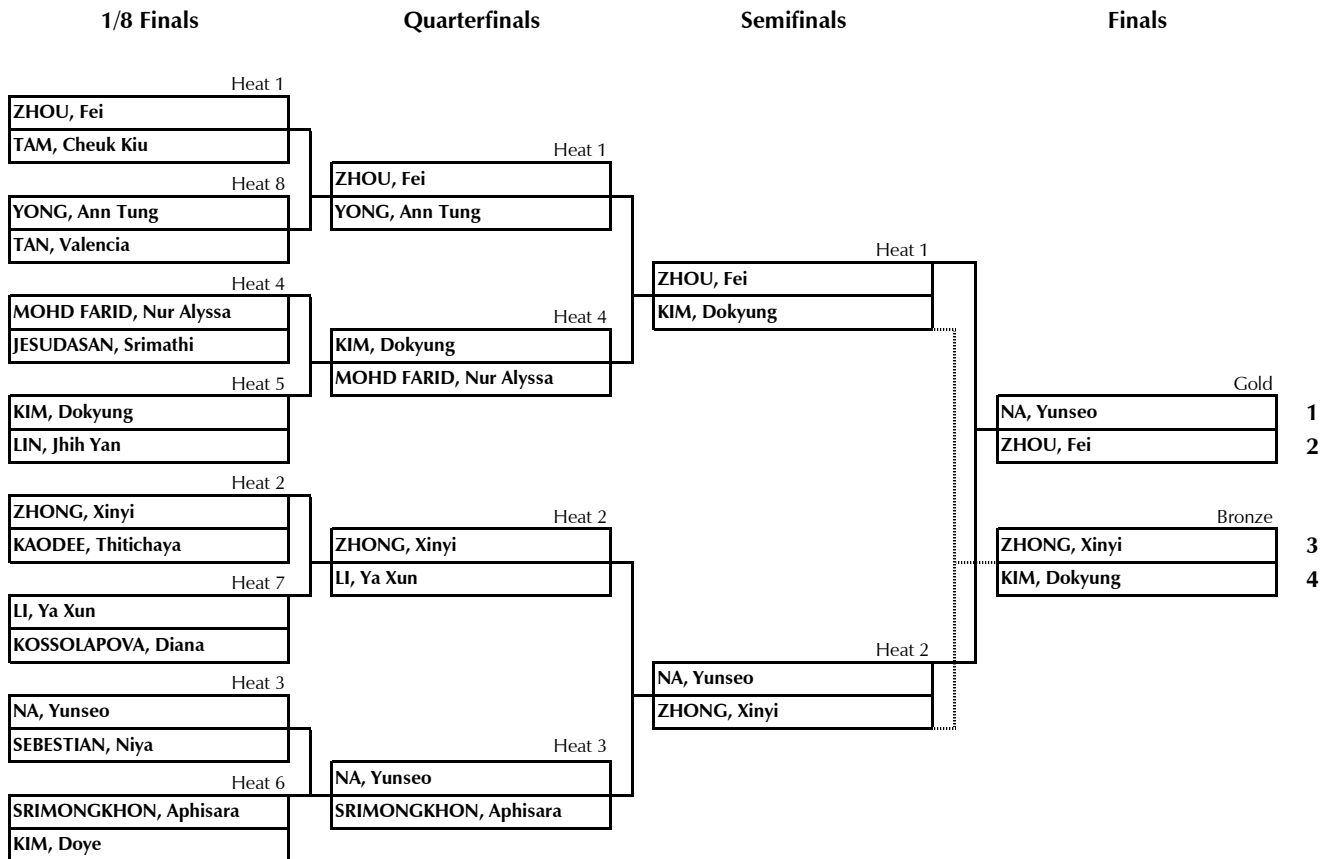 1/8 Finals
Quarterfinals
Semifinals
Finals
Heat 1
ZHOU, Fei
TAM, Cheuk Kiu
Heat 8
YONG, Ann Tung
TAN, Valencia
Heat 4
MOHD FARID, Nur Alyssa
JESUDASAN, Srimathi
Heat 5
KIM, Dokyung
LIN, Jhih Yan
Heat 2
ZHONG, Xinyi
KAODEE, Thitichaya
Heat 7
LI, Ya Xun
KOSSOLAPOVA, Diana
Heat 3
NA, Yunseo
SEBESTIAN, Niya
Heat 6
SRIMONGKHON, Aphisara
KIM, Doye
Heat 1
ZHOU, Fei
YONG, Ann Tung
Heat 4
KIM, Dokyung
MOHD FARID, Nur Alyssa
Heat 2
ZHONG, Xinyi
LI, Ya Xun
Heat 3
NA, Yunseo
SRIMONGKHON, Aphisara
Heat 1
ZHOU, Fei
KIM, Dokyung
Heat 2
NA, Yunseo
ZHONG, Xinyi
Gold
NA, Yunseo 1
ZHOU, Fei 2
Bronze
ZHONG, Xinyi 3
KIM, Dokyung 4